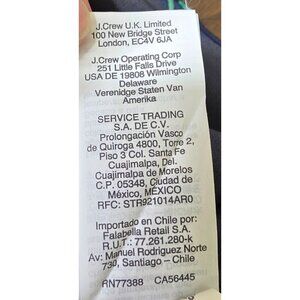 J.Crew U.K. Limited
100 New Bridge Street
London, EC4V 6JA
J.Crew Operating Corp
251 Little Falls Drive
USA DE 19808 Wilmington
Delaware
Verenidge Staten Van
Amerika
SERVICE TRADING
S.A. DE C.V.
Prolongación Vasco
de Quiroga 4800, Torre 2,
Piso 3 Col. Santa Fe
Cuajimalpa, Del.
Cuajimalpa de Morelos
C.P. 05348, Ciudad de
México, MÉXICO
RFC: STR921014AR0
Importado en Chile por:
Falabella Retail S.A.
R.U.T.: 77.261.280-k
Av: Manuel Rodriguez Norte
730, Santiago - Chile
RN77388 CA56445